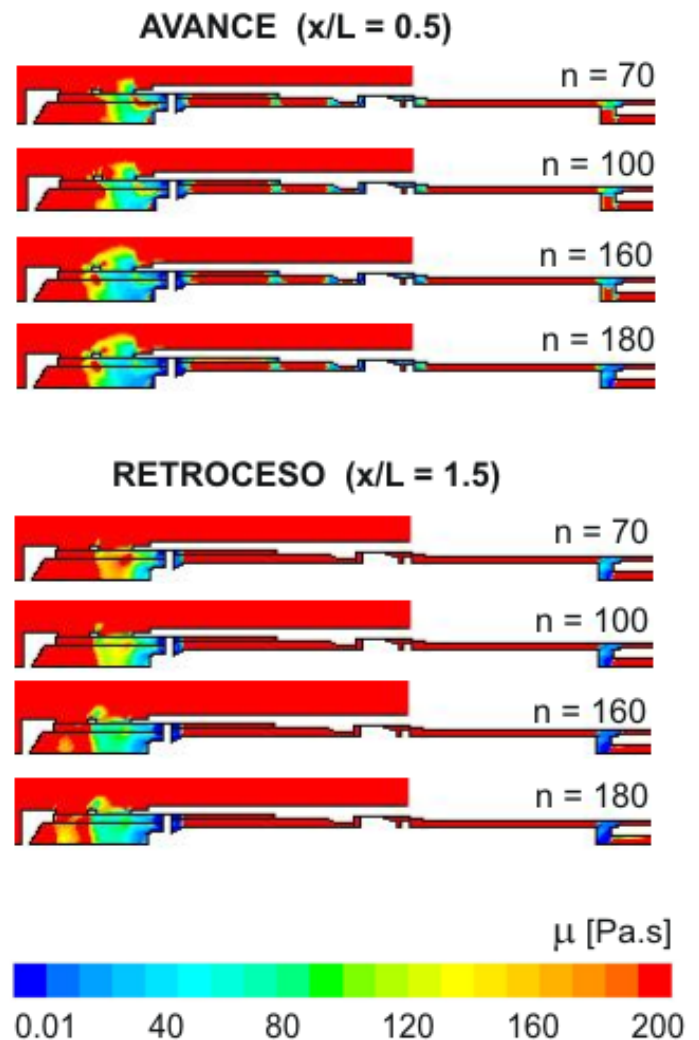 AVANCE (x/L = 0.5)
n = 70
n = 100
n = 160
n = 180
RETROCESO (x/L = 1.5)
n = 70
n = 100
n = 160
n = 180
μ [Pa.s]
0.01 40 80 120 160 200